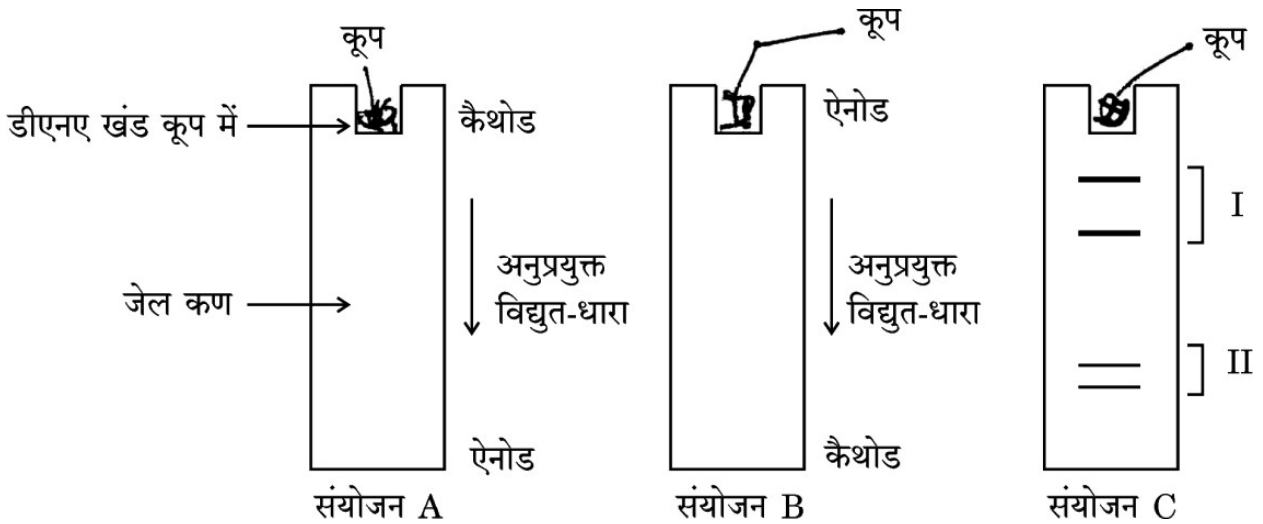 कूप
डीएनए खंड कूप में
कैथोड
जेल कण
अनुप्रयुक्त
विद्युत-धारा
ऐनोड
संयोजन A
कूप
ऐनोड
अनुप्रयुक्त
विद्युत-धारा
कैथोड
संयोजन B
कूप
I
II
संयोजन C